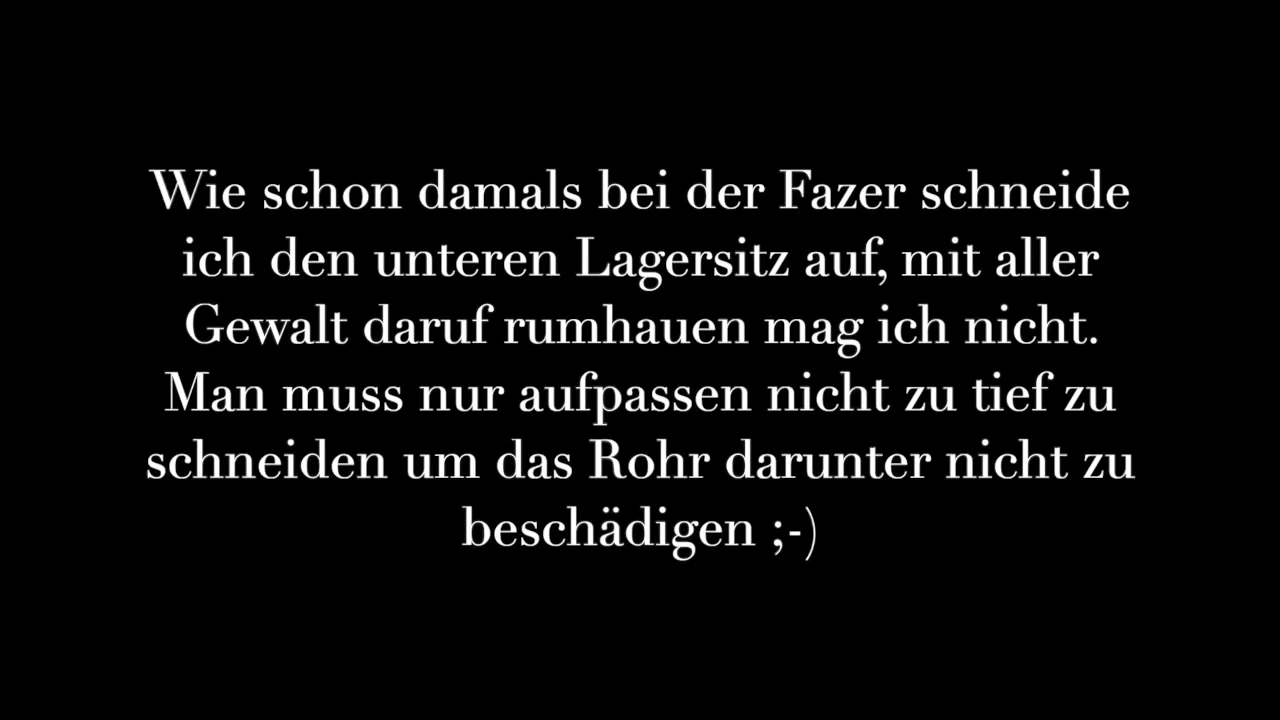 Wie schon damals bei der Fazer schneide
ich den unteren Lagersitz auf, mit aller
Gewalt daruf rumhauen mag ich nicht.
Man muss nur aufpassen nicht zu tief zu
schneiden um das Rohr darunter nicht zu
beschädigen ;-)